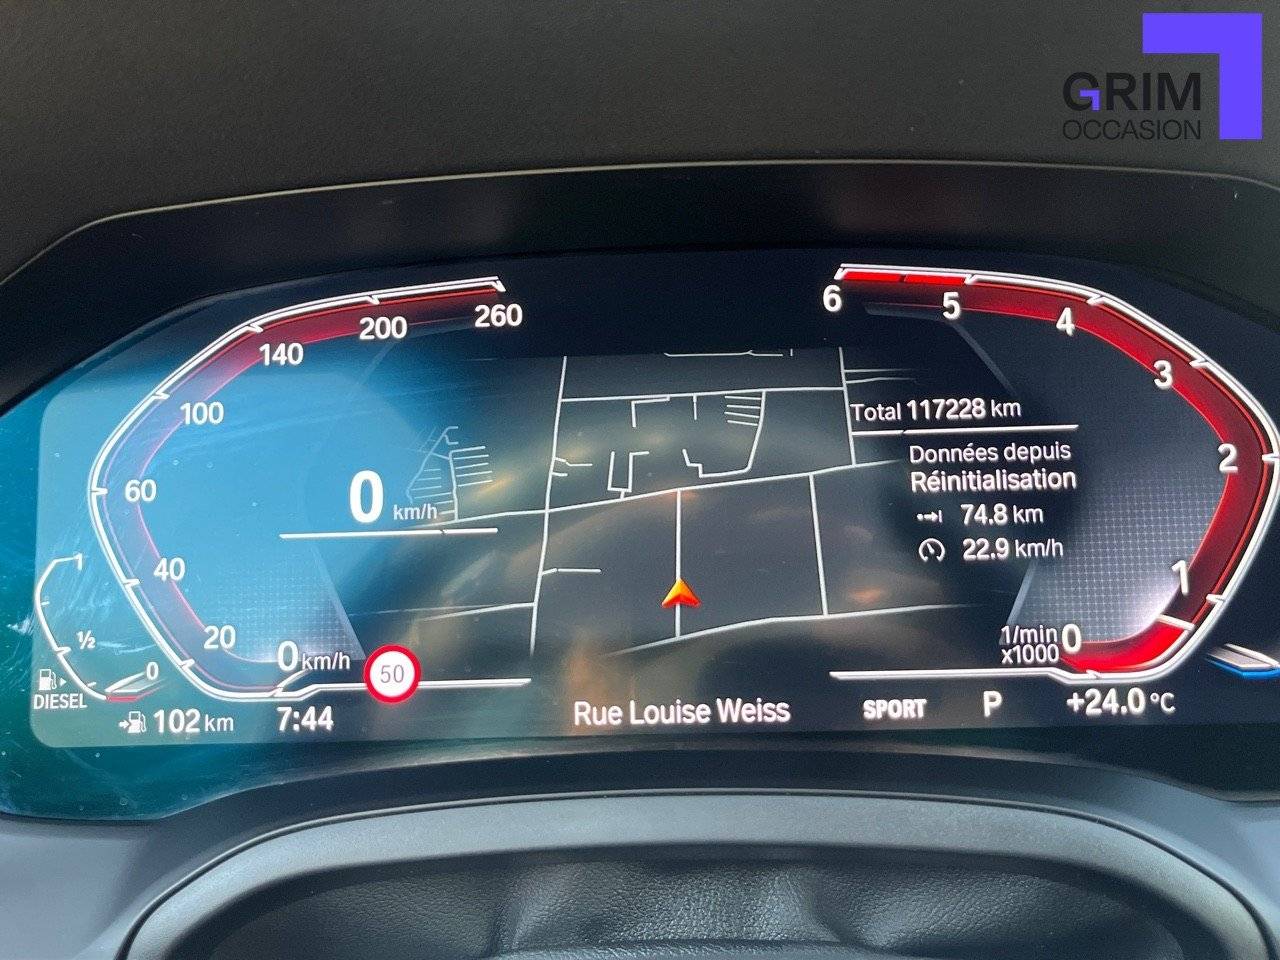 GRIM
OCCASION
260
200
140
100
60
40
20
0 km/h
0 km/h
6
5
4
3
2
1
0
1/min
x1000
Total 117228 km
Données depuis
Réinitialisation
74.8 km
22.9 km/h
1/2
0
DIESEL
50
102 km
7:44
Rue Louise Weiss
SPORT
P
+24.0 °C